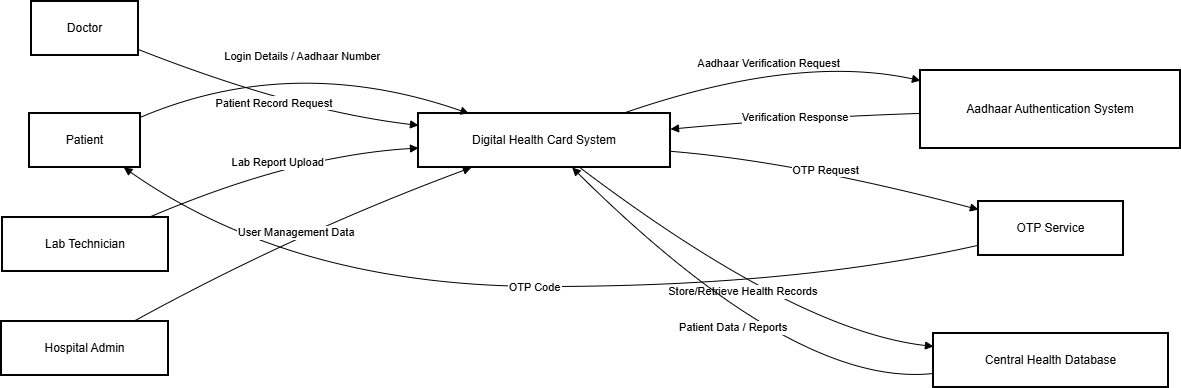 Doctor
Login Details / Aadhaar Number
Aadhaar Verification Request
Patient Record Request
Aadhaar Authentication System
Verification Response
Patient
Digital Health Card System
Lab Report Upload
OTP Request
OTP Service
User Management Data
Lab Technician
OTP Code
Store/Retrieve Health Records
Patient Data / Reports
Hospital Admin
Central Health Database